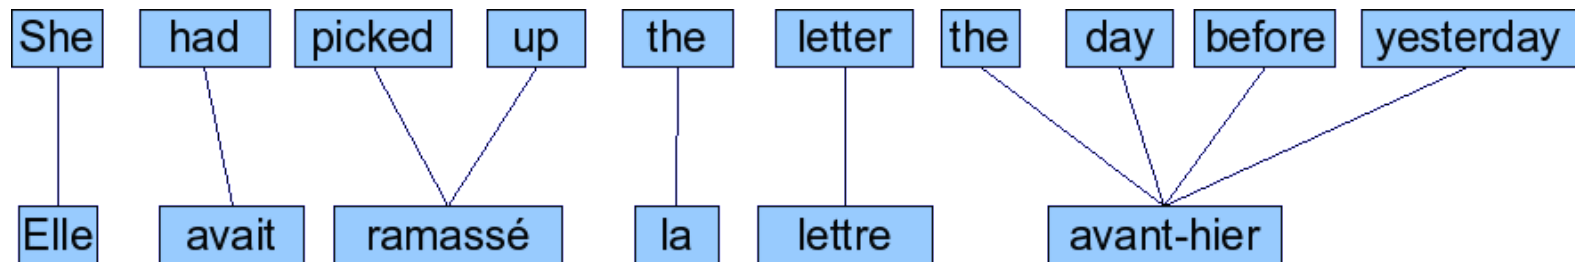 She had picked up the letter the day before yesterday
Elle avait ramassé la lettre avant-hier